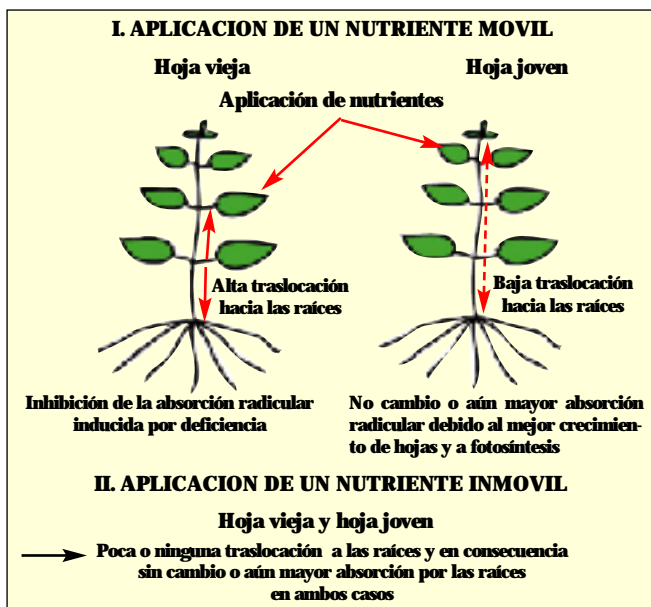 I. APLICACION DE UN NUTRIENTE MOVIL
Hoja vieja
Hoja joven
Aplicación de nutrientes
Alta traslocación
hacia las raíces
Baja traslocación
hacia las raíces
Inhibición de la absorción radicular
inducida por deficiencia
No cambio o aún mayor absorción
radicular debido al mejor crecimien-
to de hojas y a fotosíntesis
II. APLICACION DE UN NUTRIENTE INMOVIL
Hoja vieja y hoja joven
Poca o ninguna traslocación a las raíces y en consecuencia
sin cambio o aún mayor absorción por las raíces
en ambos casos